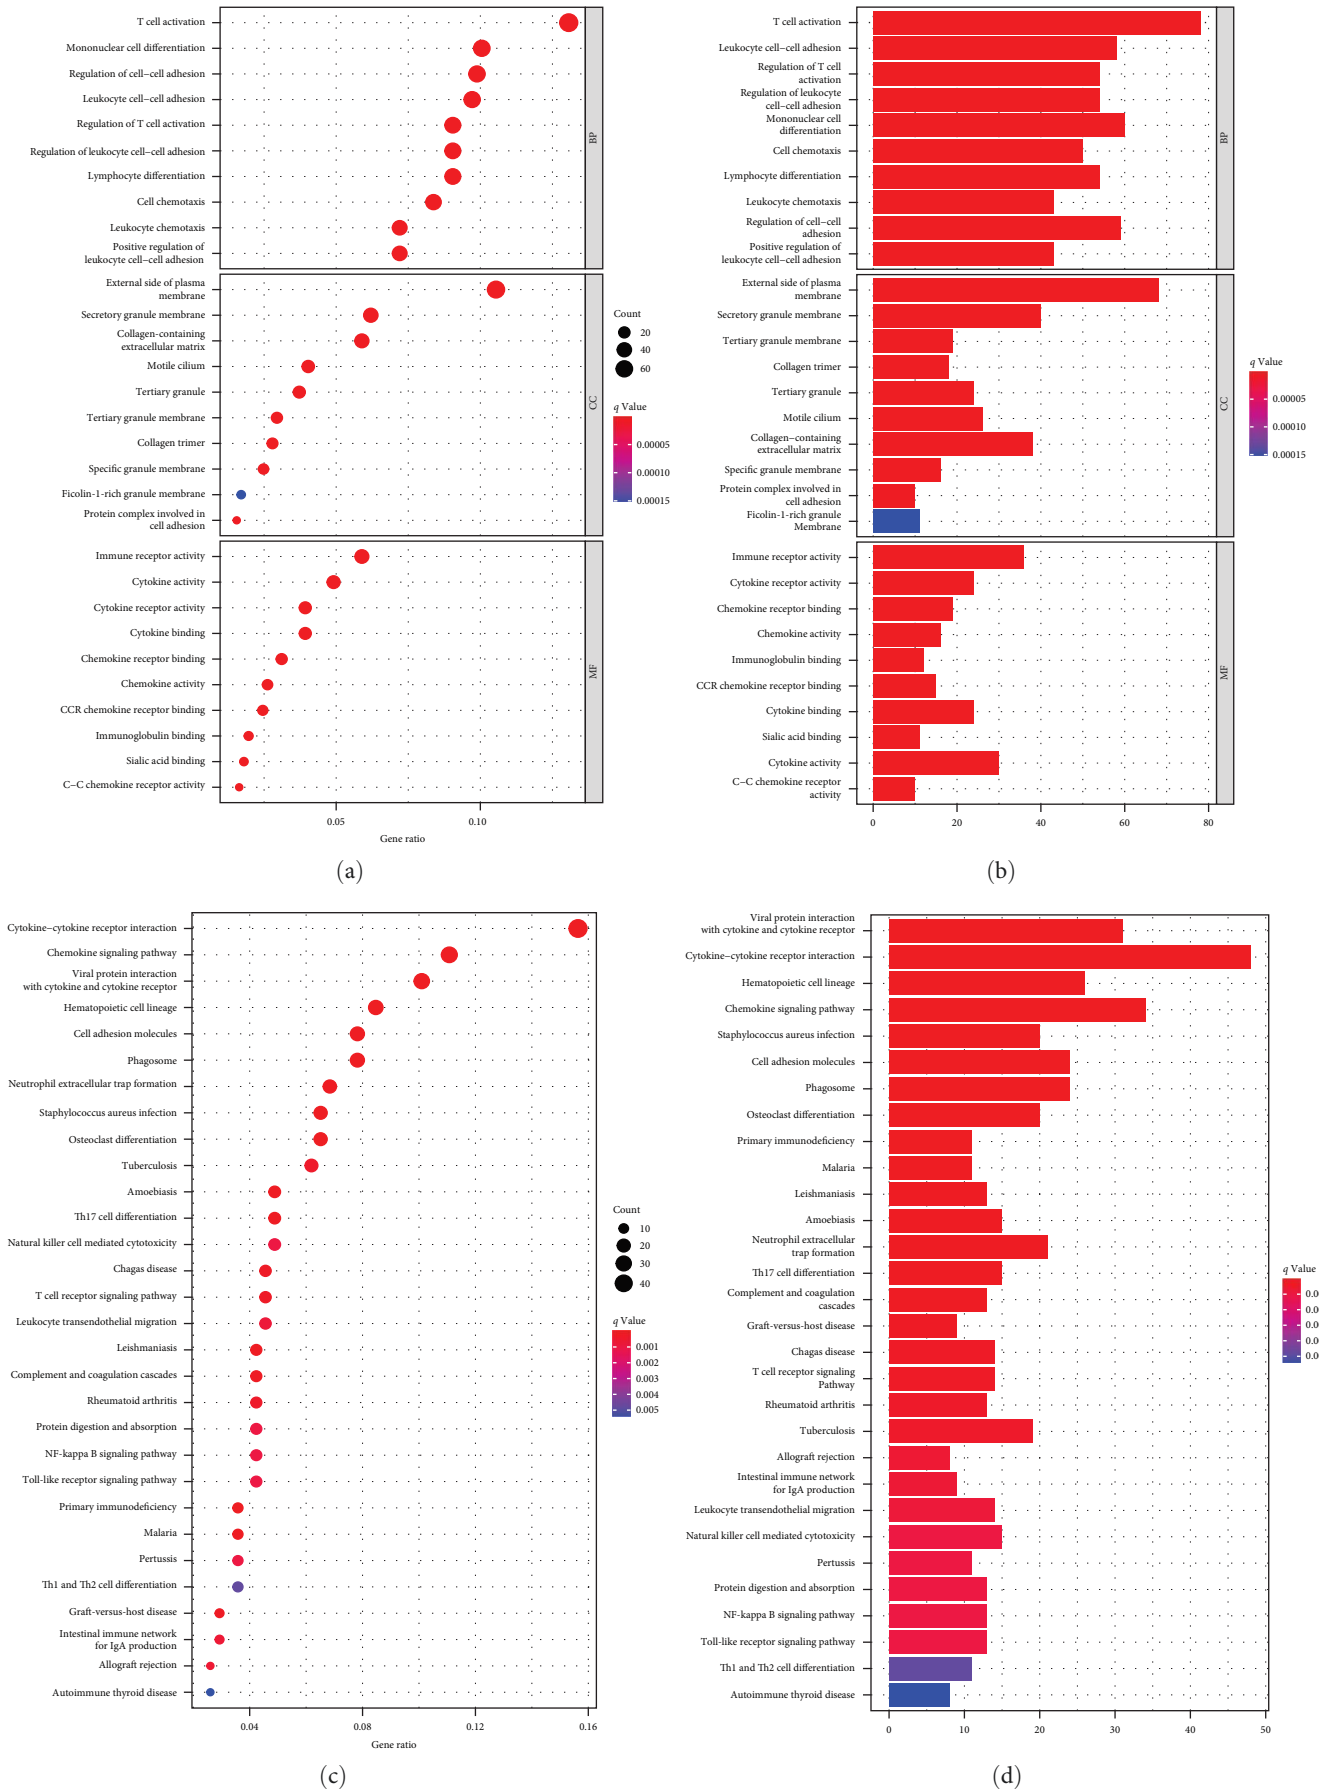 T cell activation
Mononuclear cell differentiation
Regulation of cell−cell adhesion
Leukocyte cell−cell adhesion
Regulation of T cell activation
Regulation of leukocyte cell−cell adhesion
Lymphocyte differentiation
Cell chemotaxis
Leukocyte chemotaxis
Positive regulation of
leukocyte cell−cell adhesion
BP
External side of plasma
membrane
Secretory granule membrane
Collagen-containing
extracellular matrix
Motile cilium
Tertiary granule
Tertiary granule membrane
Collagen trimer
Specific granule membrane
Ficolin-1-rich granule membrane
Protein complex involved in
cell adhesion
CC
Immune receptor activity
Cytokine activity
Cytokine receptor activity
Cytokine binding
Chemokine receptor binding
Chemokine activity
CCR chemokine receptor binding
Immunoglobulin binding
Sialic acid binding
C−C chemokine receptor activity
MF
0.05 0.10
Gene ratio
Count
20
40
60
q Value
0.00005
0.00010
0.00015
(a)
T cell activation
Leukocyte cell−cell adhesion
Regulation of T cell
activation
Regulation of leukocyte
cell−cell adhesion
Mononuclear cell
differentiation
Cell chemotaxis
Lymphocyte differentiation
Leukocyte chemotaxis
Regulation of cell−cell
adhesion
Positive regulation of
leukocyte cell−cell adhesion
BP
External side of plasma
membrane
Secretory granule membrane
Tertiary granule membrane
Collagen trimer
Tertiary granule
Motile cilium
Collagen−containing
extracellular matrix
Specific granule membrane
Protein complex involved in
cell adhesion
Ficolin-1-rich granule
Membrane
CC
Immune receptor activity
Cytokine receptor activity
Chemokine receptor binding
Chemokine activity
Immunoglobulin binding
CCR chemokine receptor binding
Cytokine binding
Sialic acid binding
Cytokine activity
C−C chemokine receptor
activity
MF
0 20 40 60 80
q Value
0.00005
0.00010
0.00015
(b)
Cytokine−cytokine receptor interaction
Chemokine signaling pathway
Viral protein interaction
with cytokine and cytokine receptor
Hematopoietic cell lineage
Cell adhesion molecules
Phagosome
Neutrophil extracellular trap formation
Staphylococcus aureus infection
Osteoclast differentiation
Tuberculosis
Amoebiasis
Th17 cell differentiation
Natural killer cell mediated cytotoxicity
Chagas disease
T cell receptor signaling pathway
Leukocyte transendothelial migration
Leishmaniasis
Complement and coagulation cascades
Rheumatoid arthritis
Protein digestion and absorption
NF-kappa B signaling pathway
Toll-like receptor signaling pathway
Primary immunodeficiency
Malaria
Pertussis
Th1 and Th2 cell differentiation
Graft-versus-host disease
Intestinal immune network
for IgA production
Allograft rejection
Autoimmune thyroid disease
0.04 0.08 0.12 0.16
Gene ratio
Count
10
20
30
40
q Value
0.001
0.002
0.003
0.004
0.005
(c)
Viral protein interaction
with cytokine and cytokine receptor
Cytokine−cytokine receptor interaction
Hematopoietic cell lineage
Chemokine signaling pathway
Staphylococcus aureus infection
Cell adhesion molecules
Phagosome
Osteoclast differentiation
Primary immunodeficiency
Malaria
Leishmaniasis
Amoebiasis
Neutrophil extracellular
trap formation
Th17 cell differentiation
Complement and coagulation
cascades
Graft-versus-host disease
Chagas disease
T cell receptor signaling
Pathway
Rheumatoid arthritis
Tuberculosis
Allograft rejection
Intestinal immune network
for IgA production
Leukocyte transendothelial migration
Natural killer cell mediated cytotoxicity
Pertussis
Protein digestion and absorption
NF-kappa B signaling pathway
Toll-like receptor signaling pathway
Th1 and Th2 cell differentiation
Autoimmune thyroid disease
0 10 20 30 40 50
q Value
(d)